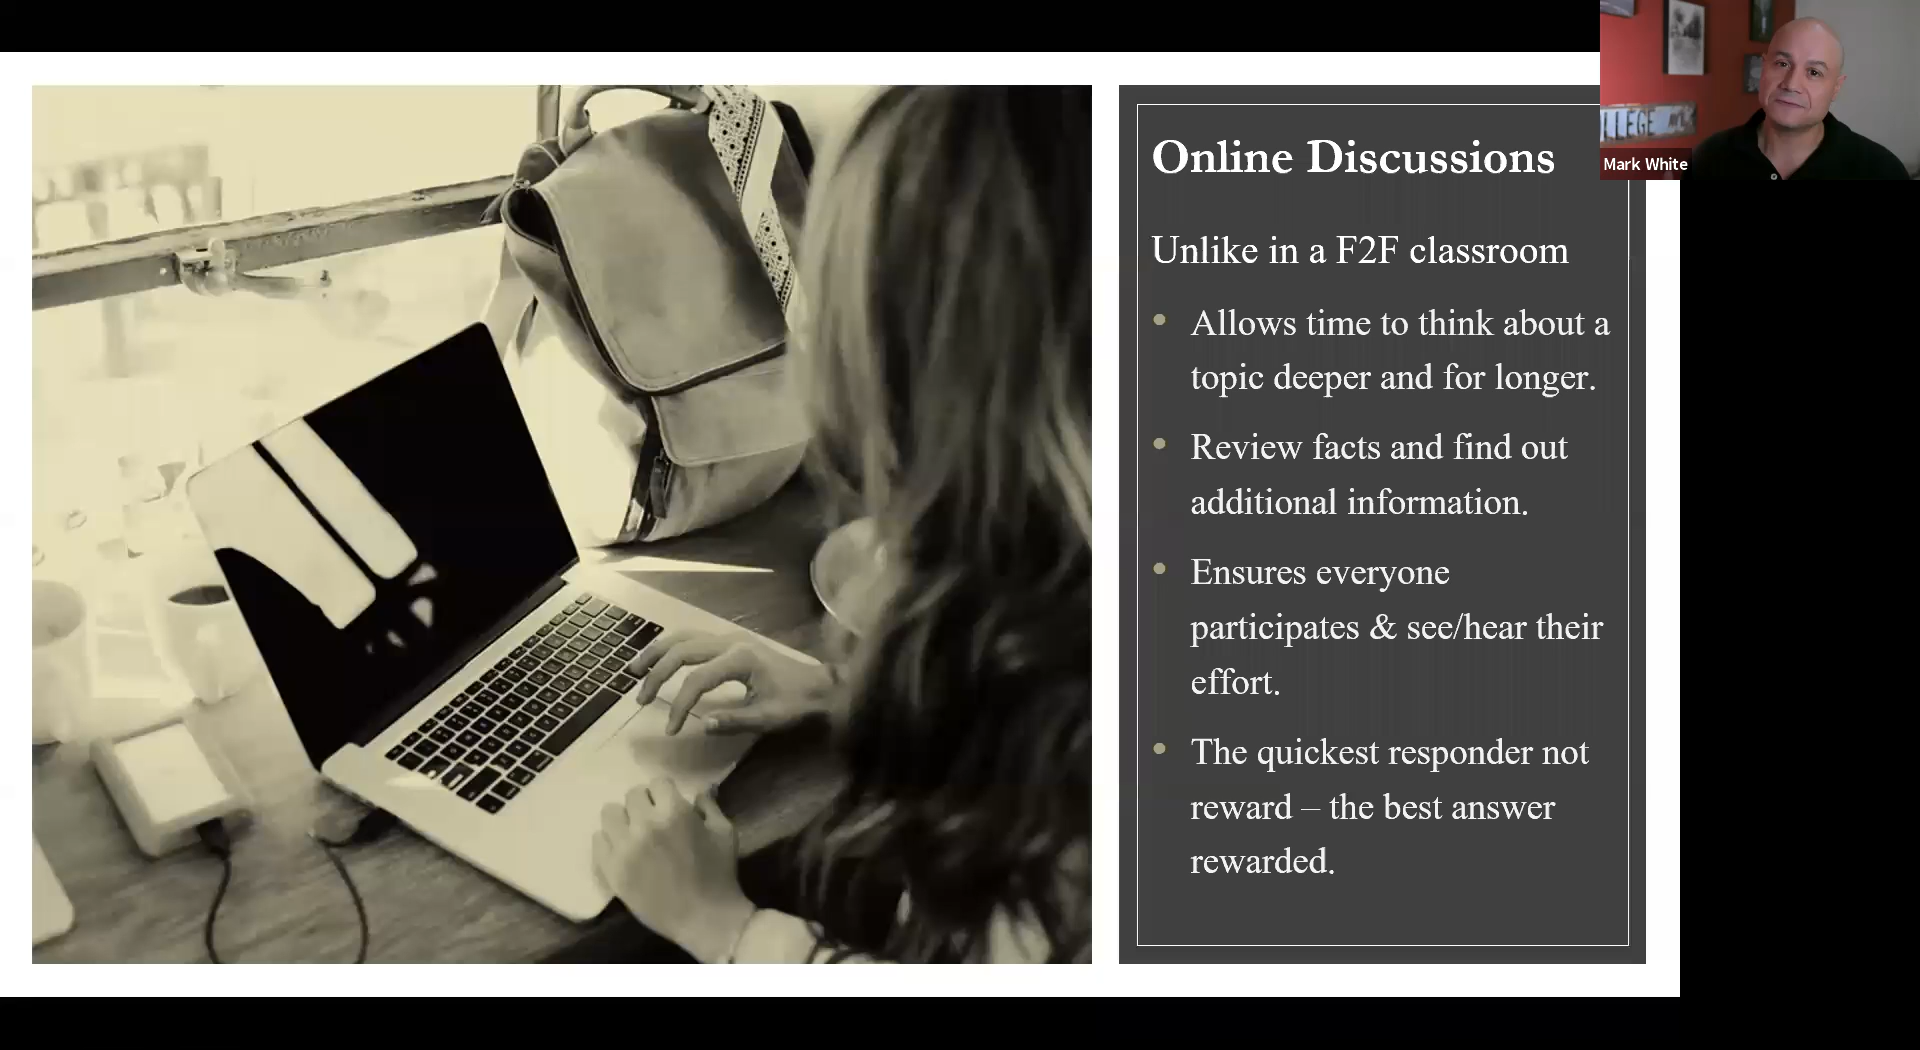 Online Discussions
Unlike in a F2F classroom
Allows time to think about a
topic deeper and for longer.
Review facts and find out
additional information.
Ensures everyone
participates & see/hear their
effort.
The quickest responder not
reward – the best answer
rewarded.
Mark White